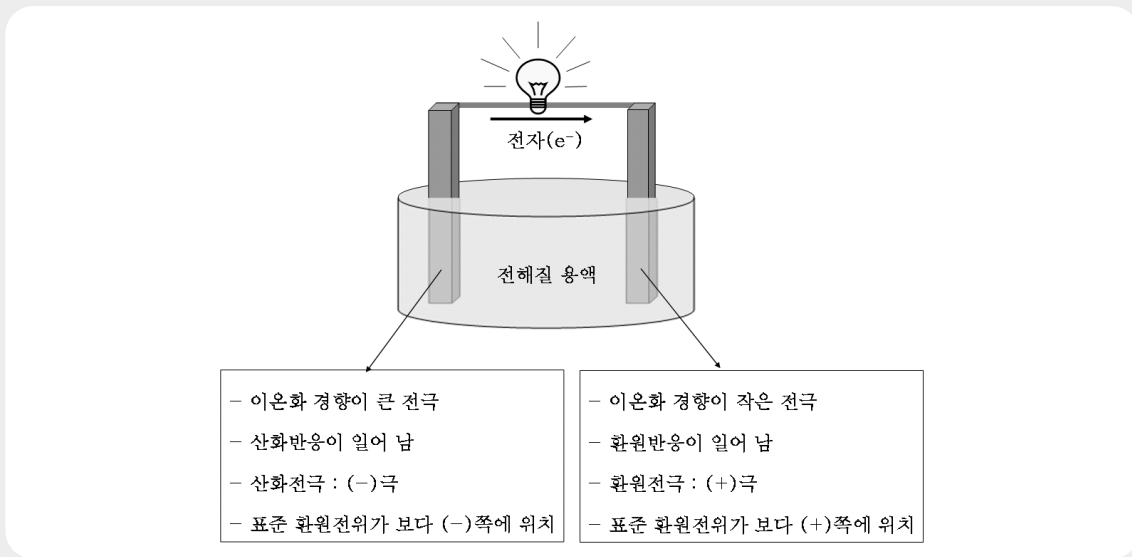 전자(e⁻)
전해질 용액
- 이온화 경향이 큰 전극
- 산화반응이 일어 남
- 산화전극 : (-)극
- 표준 환원전위가 보다 (-)쪽에 위치
- 이온화 경향이 작은 전극
- 환원반응이 일어 남
- 환원전극 : (+)극
- 표준 환원전위가 보다 (+)쪽에 위치